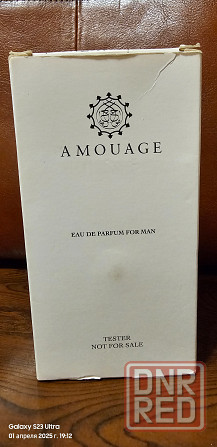 AMOUAGE
EAU DE PARFUM FOR MAN
TESTER
NOT FOR SALE
Galaxy S23 Ultra
01 апреля 2025 г. 19:12
DNR
RED